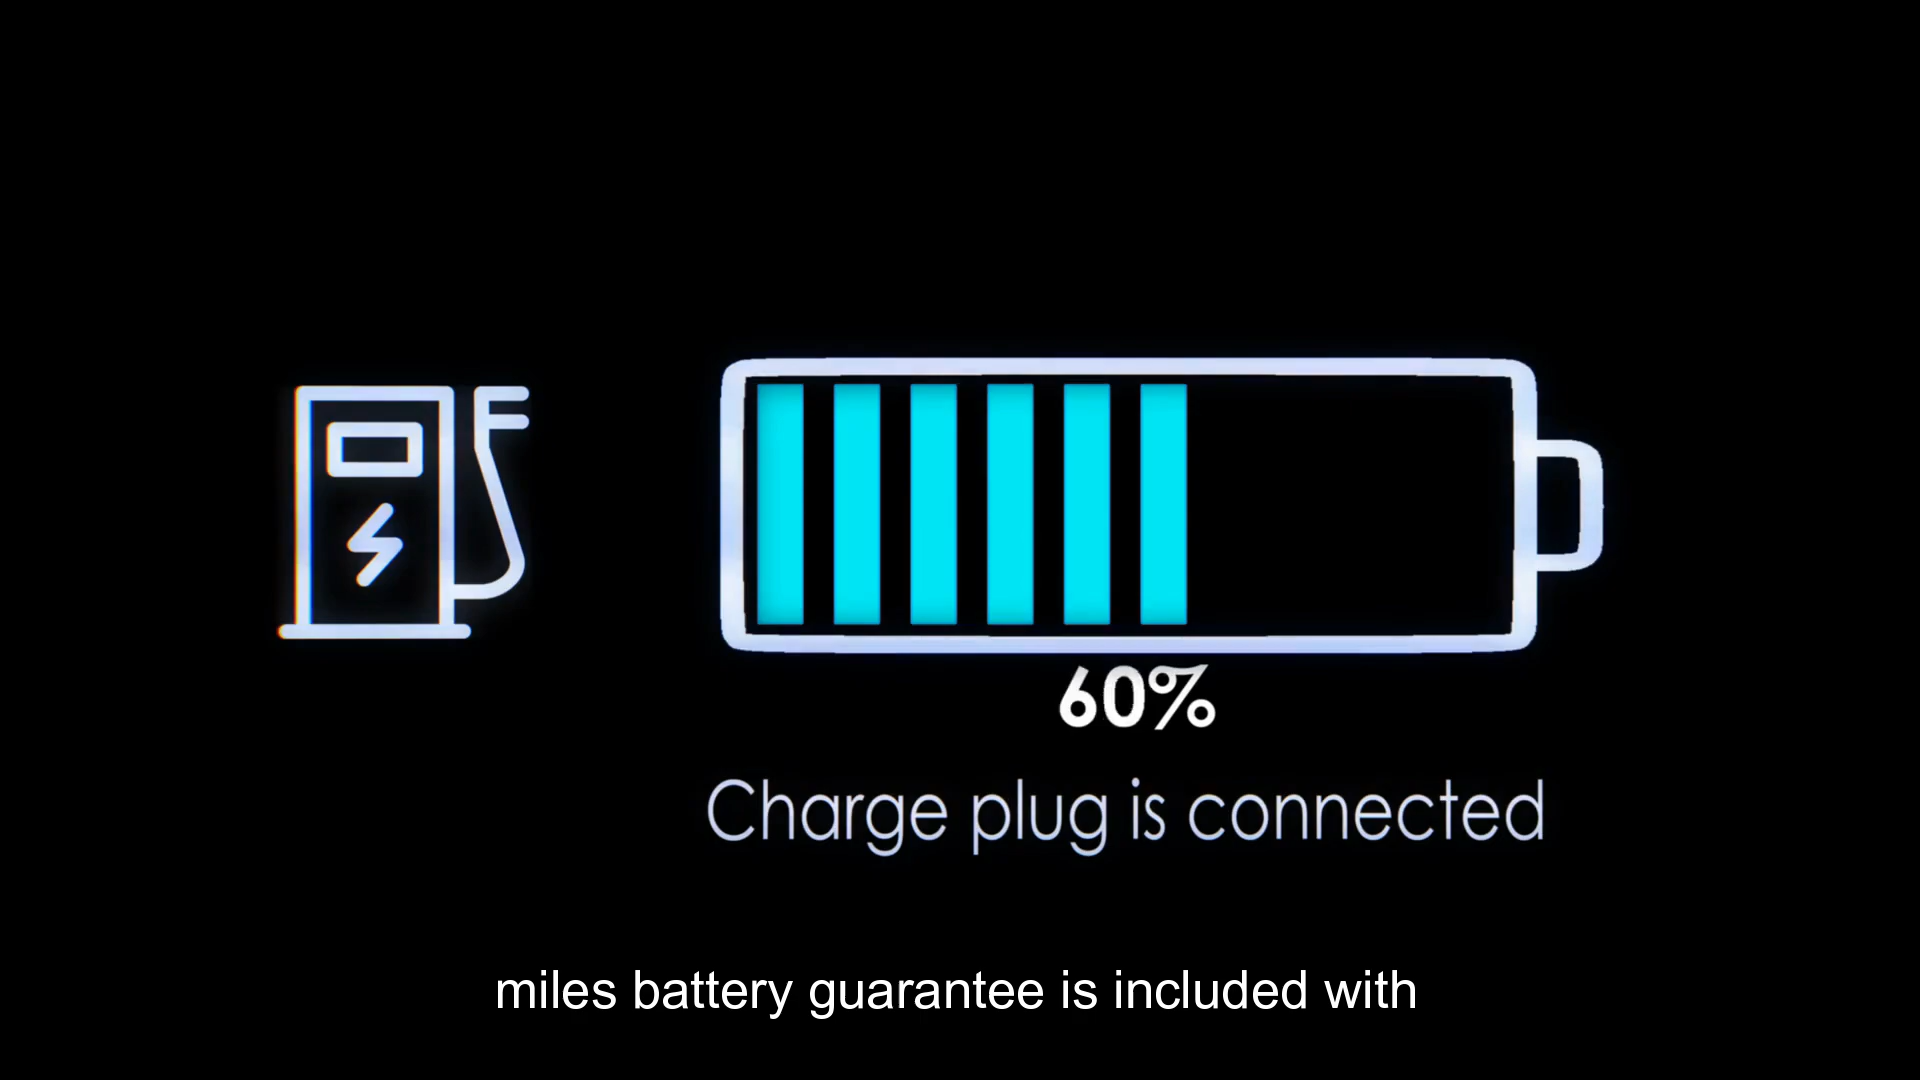 60%
Charge plug is connected
miles battery guarantee is included with